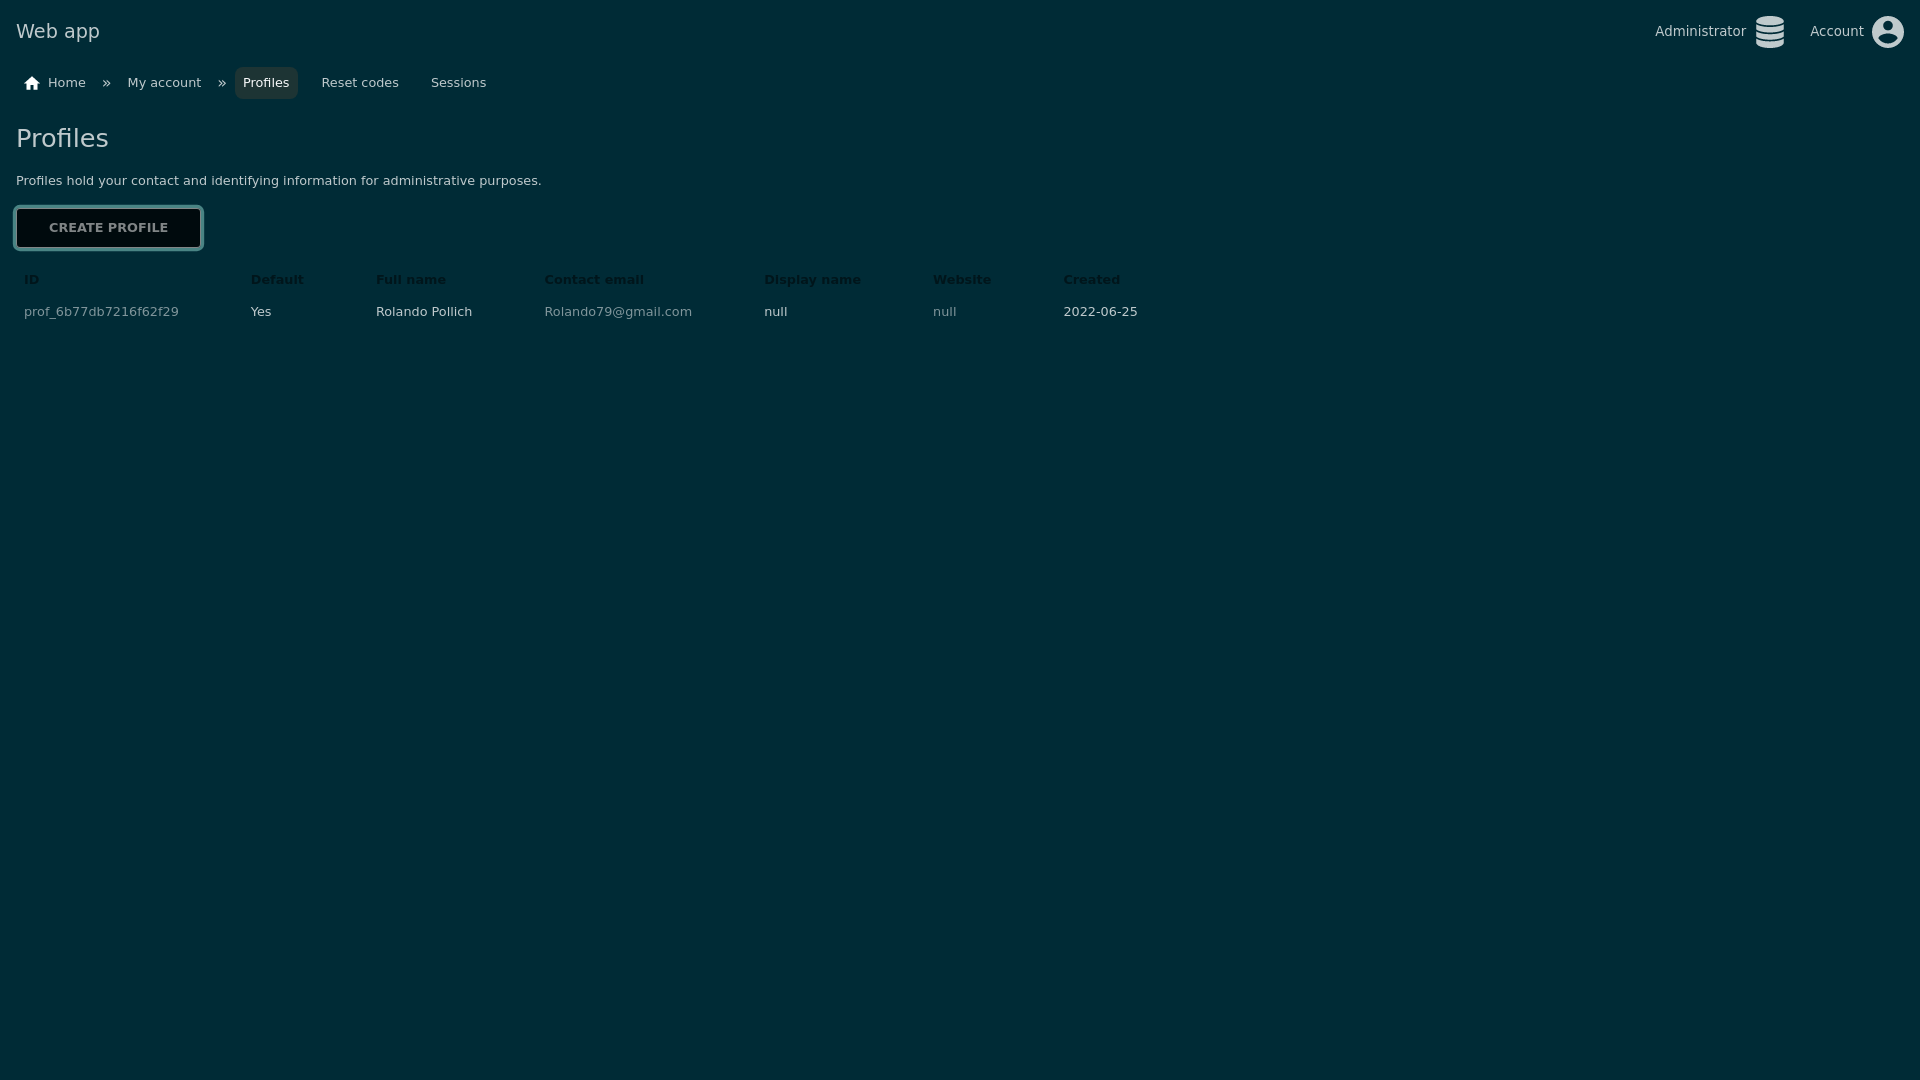 Web app
Administrator
Account
Home » My account » Profiles Reset codes Sessions
Profiles
Profiles hold your contact and identifying information for administrative purposes.
CREATE PROFILE
ID Default Full name Contact email Display name Website Created
prof_6b77db7216f62f29 Yes Rolando Pollich Rolando79@gmail.com null null 2022-06-25